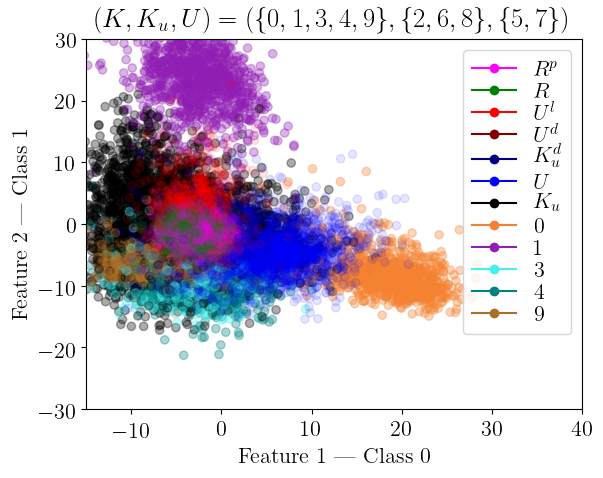 (K, K_u, U) = ({0, 1, 3, 4, 9}, {2, 6, 8}, {5, 7})
30
20
10
0
−10
−20
−30
Feature 2 — Class 1
−10
0
10
20
30
40
Feature 1 — Class 0
R^p
R
U^l
U^d
K_u^d
U
K_u
0
1
3
4
9